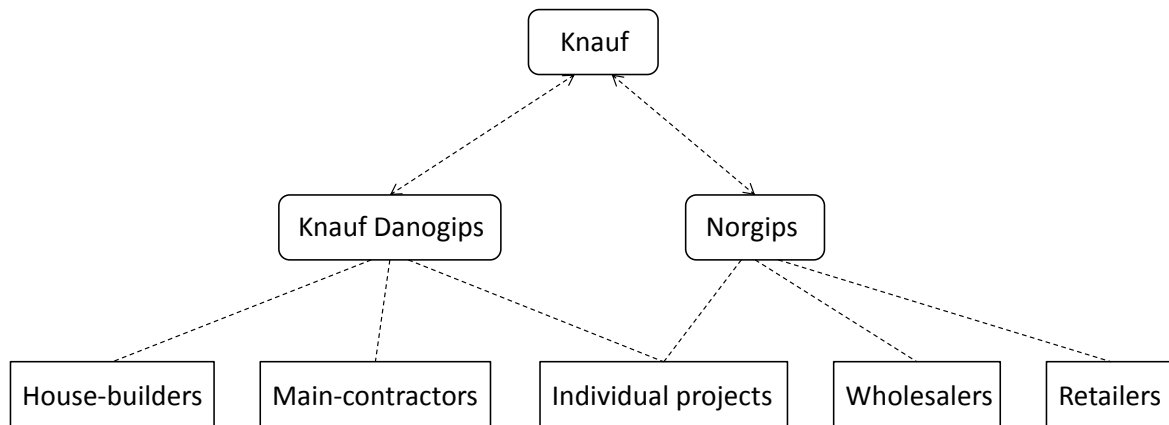 Knauf
Knauf Danogips
Norgips
House-builders
Main-contractors
Individual projects
Wholesalers
Retailers